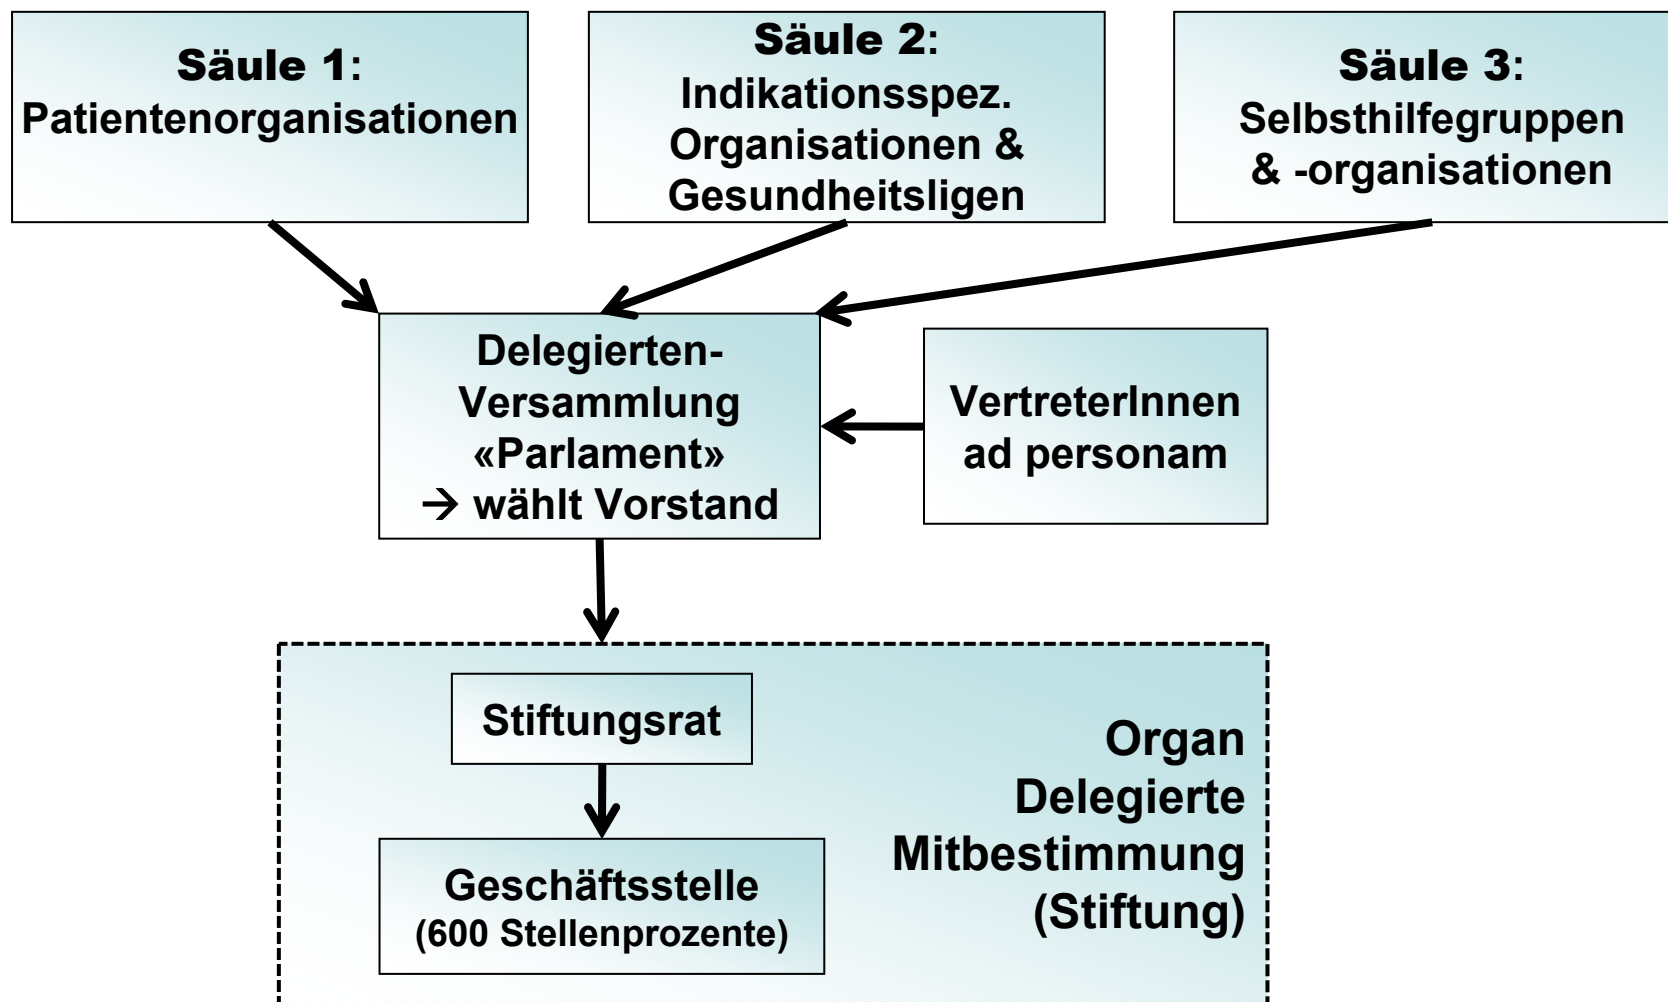 Säule 1:
Patientenorganisationen
Säule 2:
Indikationsspez.
Organisationen &
Gesundheitsligen
Säule 3:
Selbsthilfegruppen
& -organisationen
Delegierten-
Versammlung
«Parlament»
→ wählt Vorstand
VertreterInnen
ad personam
Stiftungsrat
Geschäftsstelle
(600 Stellenprozente)
Organ
Delegierte
Mitbestimmung
(Stiftung)